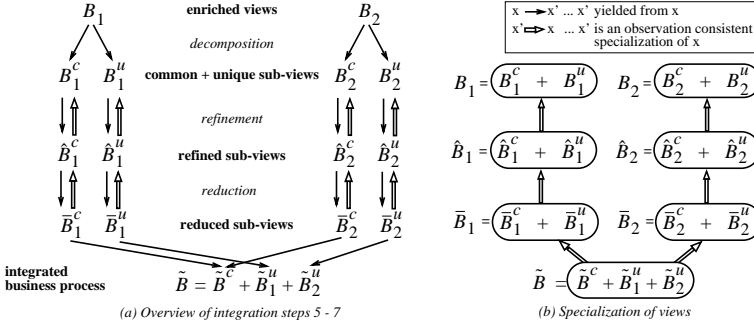 B₁ enriched views B₂
decomposition
B₁ᶜ B₁ᵘ common + unique sub-views B₂ᶜ B₂ᵘ
refinement
B̂₁ᶜ B̂₁ᵘ refined sub-views B̂₂ᶜ B̂₂ᵘ
reduction
B̄₁ᶜ B̄₁ᵘ reduced sub-views B̄₂ᶜ B̄₂ᵘ
integrated
business process
B̃ = B̃ᶜ + B̃₁ᵘ + B̃₂ᵘ
(a) Overview of integration steps 5 - 7
x x' ... x' yielded from x
x' x ... x' is an observation consistent
specialization of x
B₁ = B₁ᶜ + B₁ᵘ B₂ = B₂ᶜ + B₂ᵘ
B̂₁ = B̂₁ᶜ + B̂₁ᵘ B̂₂ = B̂₂ᶜ + B̂₂ᵘ
B̄₁ = B̄₁ᶜ + B̄₁ᵘ B̄₂ = B̄₂ᶜ + B̄₂ᵘ
B̃ = B̃ᶜ + B̃₁ᵘ + B̃₂ᵘ
(b) Specialization of views